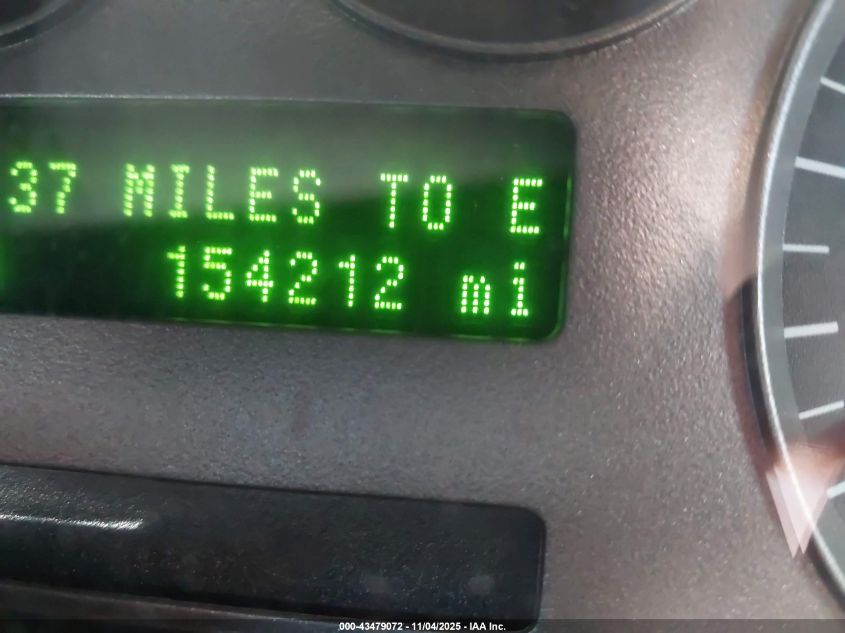 37 MILES TO E
154212 mi
000-43479072 - 11/04/2025 - IAA Inc.